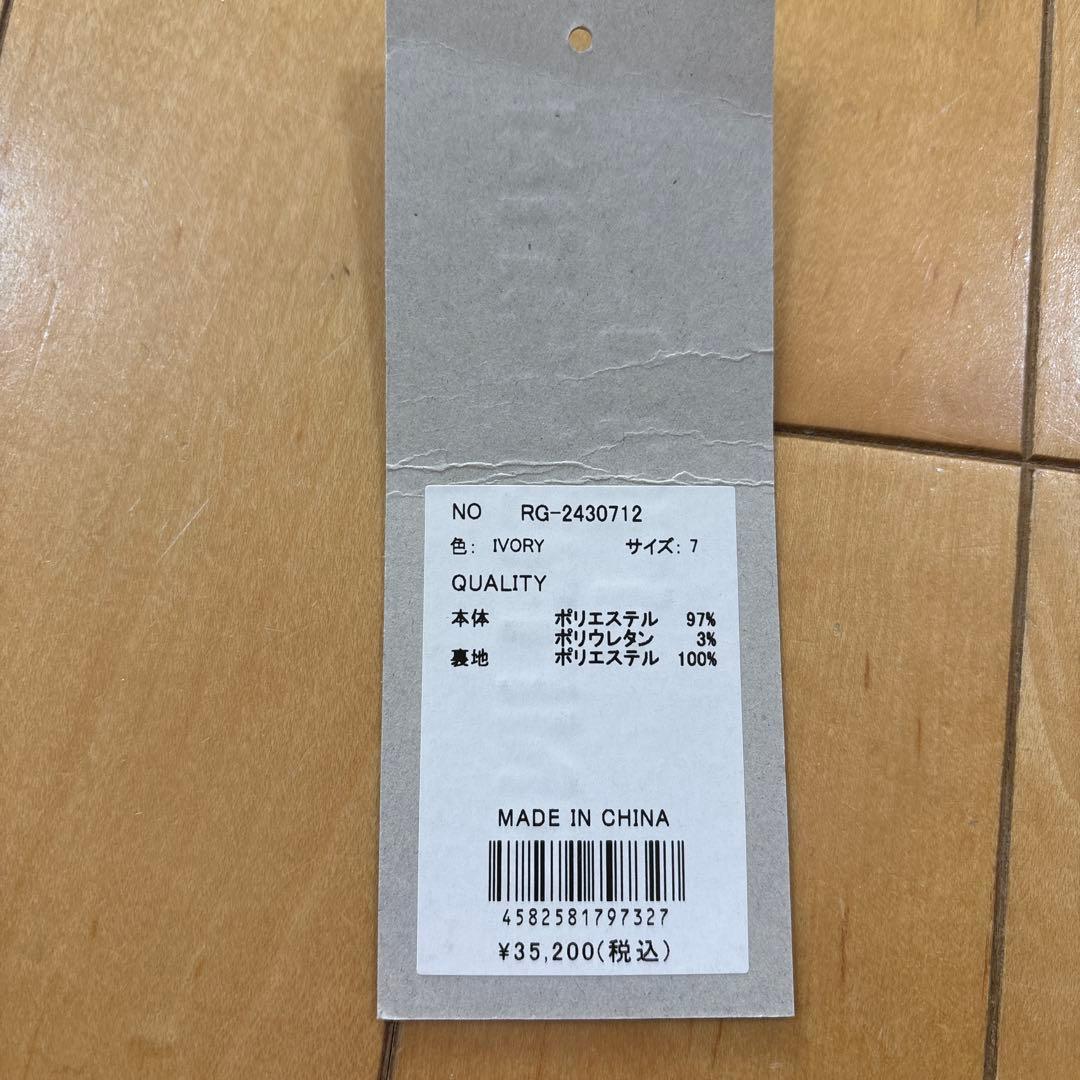 NO RG-2430712
色: IVORY サイズ: 7
QUALITY
本体 ポリエステル 97%
ポリウレタン 3%
裏地 ポリエステル 100%
MADE IN CHINA
4582581797327
¥35,200(税込)